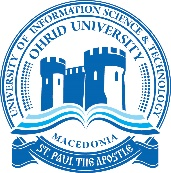 UNIVERSITY OF INFORMATION SCIENCE & TECHNOLOGY
OHRID UNIVERSITY
MACEDONIA
ST. PAUL THE APOSTLE